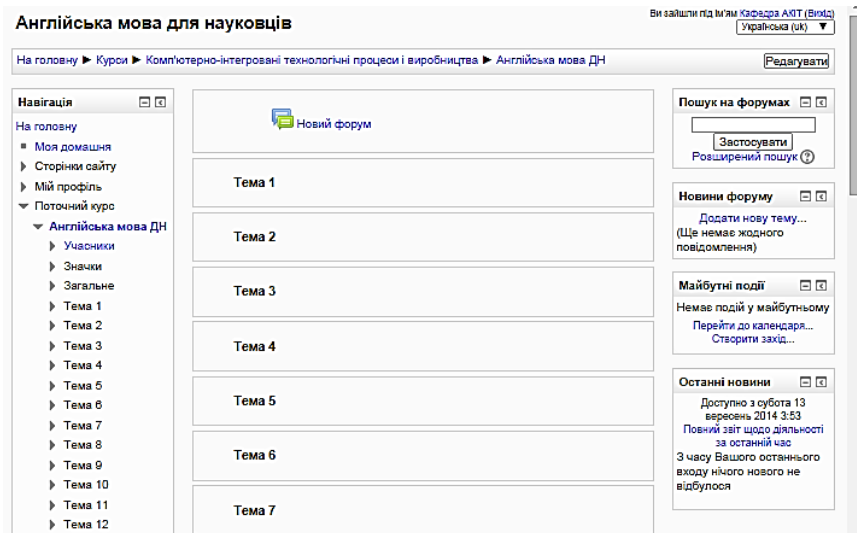 Англійська мова для науковців
Ви зайшли під ім'ям Кафедра АКІТ (Вихід)
Українська (uk)
На головну ► Курси ► Комп'ютерно-інтегровані технологічні процеси і виробництва ► Англійська мова ДН
Редагувати
Навігація
На головну
Моя домашня
Сторінки сайту
Мій профіль
Поточний курс
Англійська мова ДН
Учасники
Значки
Загальне
Тема 1
Тема 2
Тема 3
Тема 4
Тема 5
Тема 6
Тема 7
Тема 8
Тема 9
Тема 10
Тема 11
Тема 12
Новий форум
Тема 1
Тема 2
Тема 3
Тема 4
Тема 5
Тема 6
Тема 7
Пошук на форумах
Застосувати
Розширений пошук
Новини форуму
Додати нову тему...
(Ще немає жодного
повідомлення)
Майбутні події
Немає подій у майбутньому
Перейти до календаря...
Створити захід...
Останні новини
Доступно з субота 13
вересень 2014 3:53
Повний звіт щодо діяльності
за останній час
З часу Вашого останнього
входу нічого нового не
відбулося